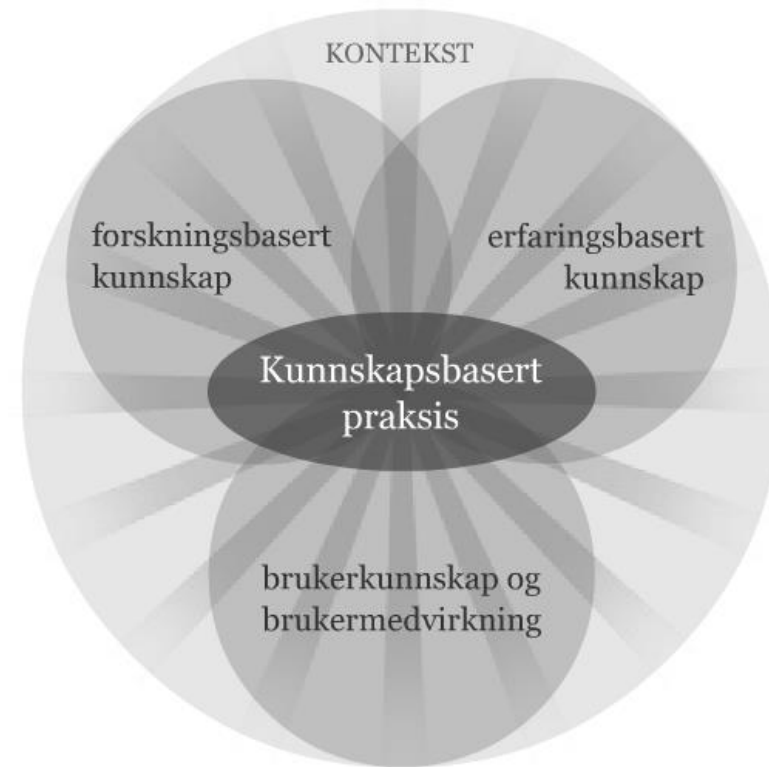 KONTEKST
forskningsbasert
kunnskap
erfaringsbasert
kunnskap
Kunnskapsbasert
praksis
brukerkunnskap og
brukermedvirkning